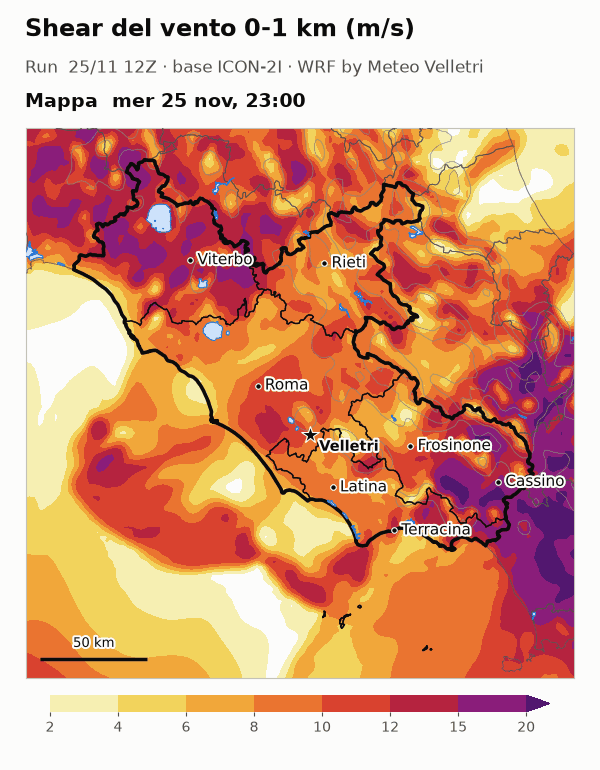 Shear del vento 0-1 km (m/s)
Run  25/11 12Z · base ICON-2I · WRF by Meteo Velletri
Mappa  mer 25 nov, 23:00
Viterbo
Rieti
Roma
Velletri
Frosinone
Latina
Cassino
Terracina
50 km
2 4 6 8 10 12 15 20